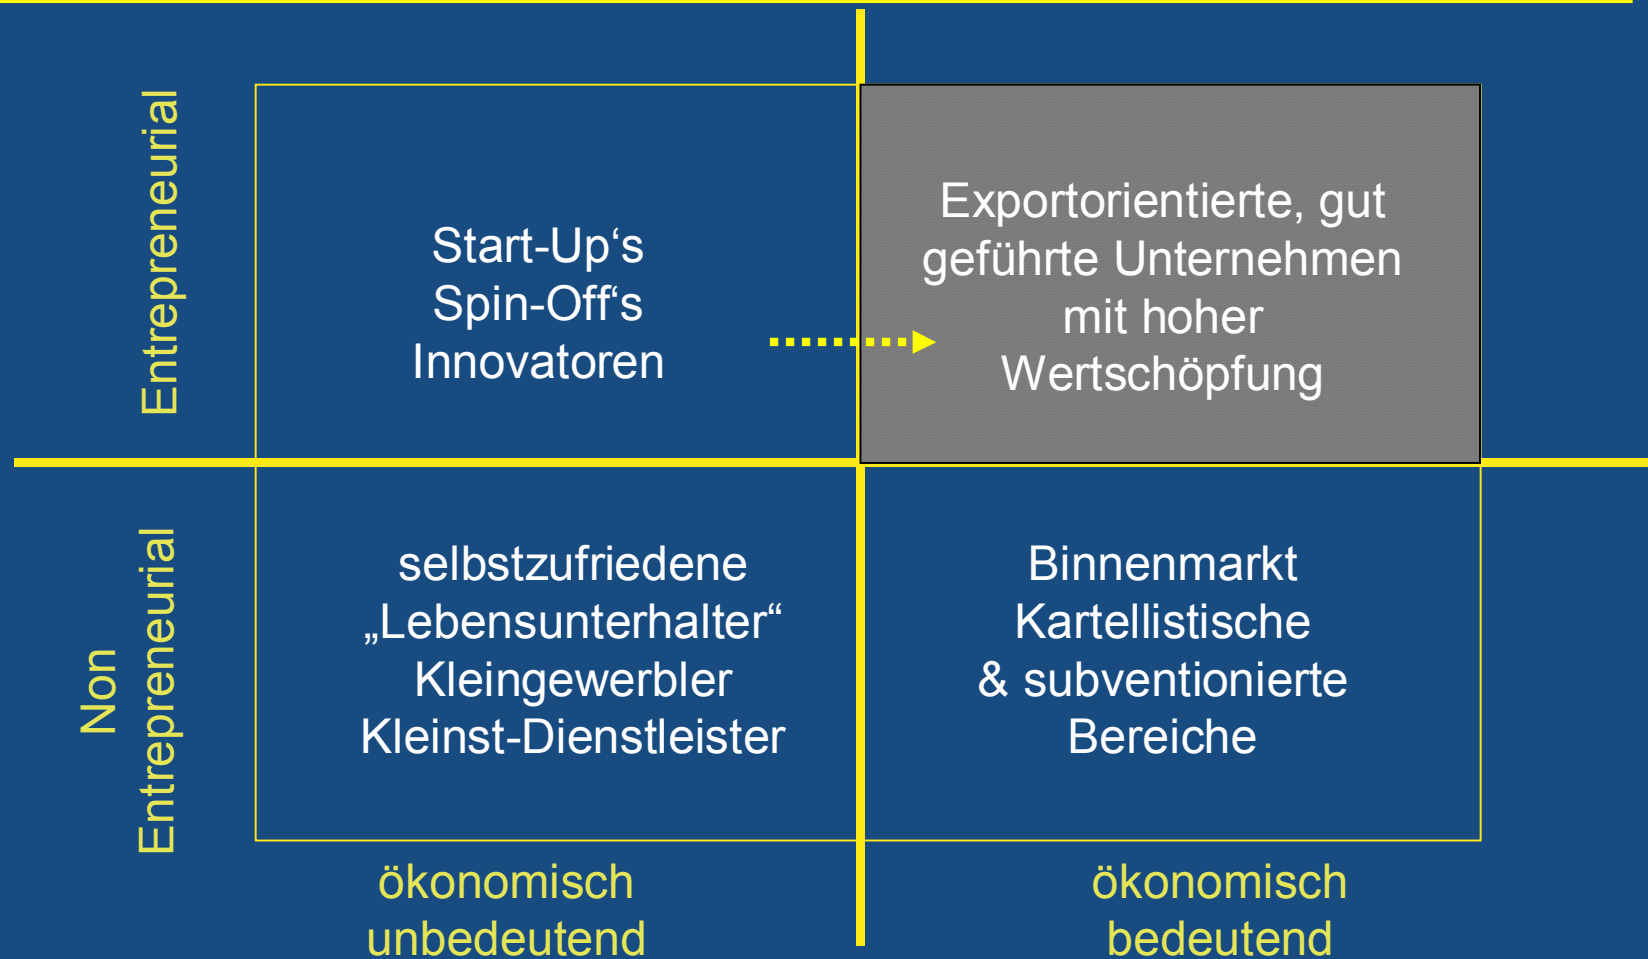 Entrepreneurial
Start-Up‘s
Spin-Off‘s
Innovatoren
Exportorientierte, gut
geführte Unternehmen
mit hoher
Wertschöpfung
Non
Entrepreneurial
selbstzufriedene
„Lebensunterhalter“
Kleingewerbler
Kleinst-Dienstleister
Binnenmarkt
Kartellistische
& subventionierte
Bereiche
ökonomisch
unbedeutend
ökonomisch
bedeutend